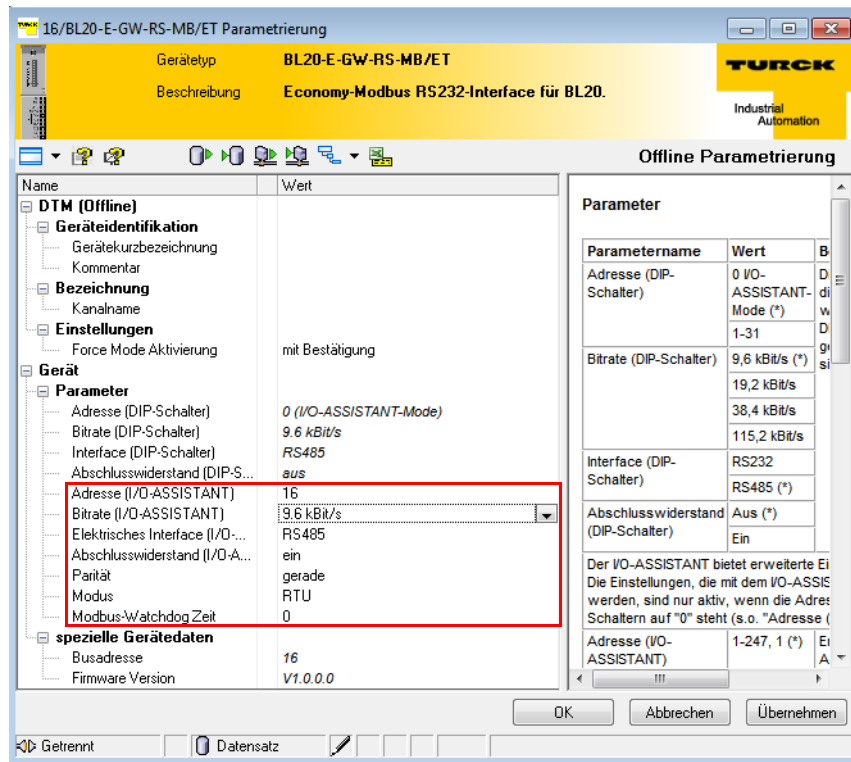 16/BL20-E-GW-RS-MB/ET Parametrierung
Gerätetyp BL20-E-GW-RS-MB/ET
Beschreibung Economy-Modbus RS232-Interface für BL20.
TURCK
Industrial
Automation
Offline Parametrierung
Name Wert
DTM (Offline)
Geräteidentifikation
Gerätekurzbezeichnung
Kommentar
Bezeichnung
Kanalname
Einstellungen
Force Mode Aktivierung mit Bestätigung
Gerät
Parameter
Adresse (DIP-Schalter) 0 (I/O-ASSISTANT-Mode)
Bitrate (DIP-Schalter) 9.6 kBit/s
Interface (DIP-Schalter) RS485
Abschlusswiderstand (DIP-S... aus
Adresse (I/O-ASSISTANT) 16
Bitrate (I/O-ASSISTANT) 9.6 kBit/s
Elektrisches Interface (I/O-... RS485
Abschlusswiderstand (I/O-A... ein
Parität gerade
Modus RTU
Modbus-Watchdog Zeit 0
spezielle Gerätedaten
Busadresse 16
Firmware Version V1.0.0.0
Parameter
Parametername Wert
Adresse (DIP-
Schalter)
0 I/O-
ASSISTANT-
Mode (*)
1-31
Bitrate (DIP-Schalter) 9,6 kBit/s (*)
19,2 kBit/s
38,4 kBit/s
115,2 kBit/s
Interface (DIP-
Schalter)
RS232
RS485 (*)
Abschlusswiderstand
(DIP-Schalter)
Aus (*)
Ein
Der I/O-ASSISTANT bietet erweiterte Ei
Die Einstellungen, die mit dem I/O-ASSIS
werden, sind nur aktiv, wenn die Adres
Schaltern auf "0" steht (s.o. "Adresse (
Adresse (I/O-
ASSISTANT)
1-247, 1 (*)
OK Abbrechen Übernehmen
Getrennt Datensatz